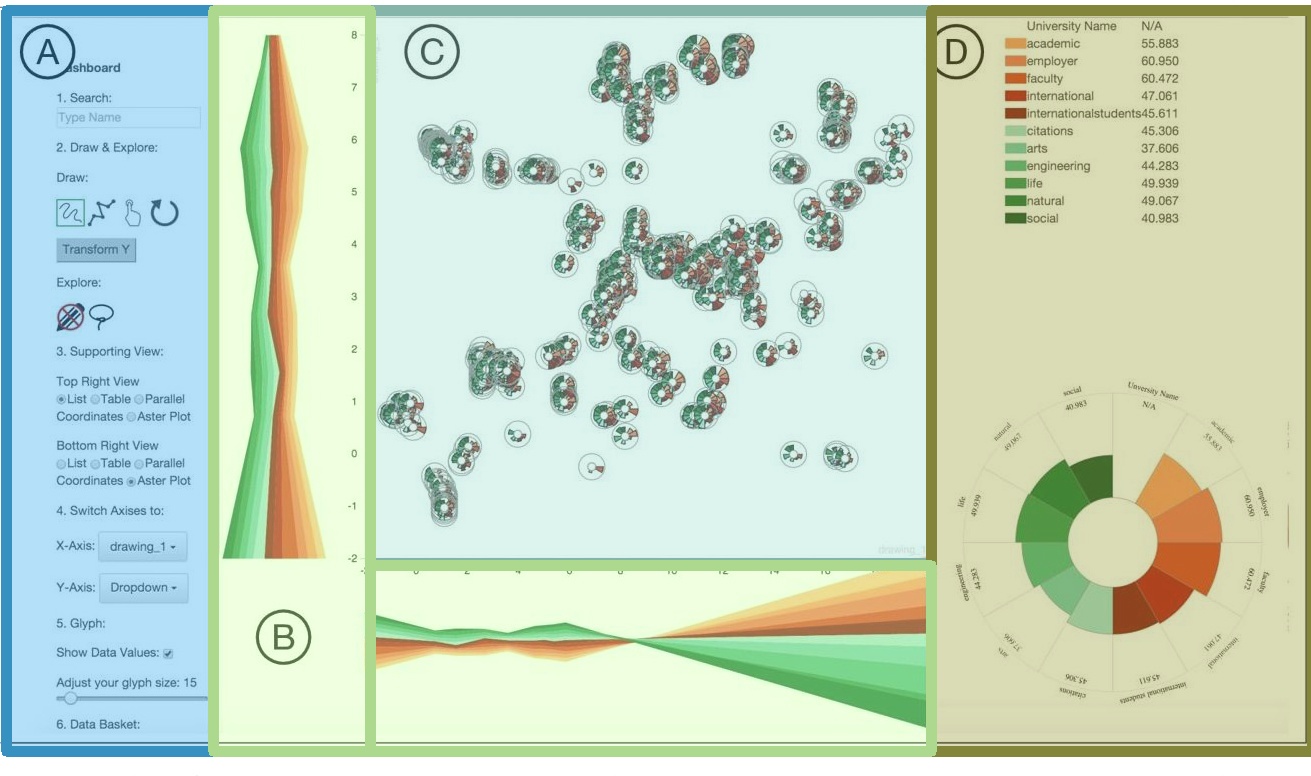 A
Dashboard
1. Search:
Type Name
2. Draw & Explore:
Draw:
Transform Y
Explore:
3. Supporting View:
Top Right View
List Table Parallel
Coordinates Aster Plot
Bottom Right View
List Table Parallel
Coordinates Aster Plot
4. Switch Axises to:
X-Axis: drawing_1
Y-Axis: Dropdown
5. Glyph:
Show Data Values:
Adjust your glyph size: 15
6. Data Basket:
B
8
7
6
5
4
3
2
1
0
-1
-2
C
drawing_1
0 2 4 6 8 10 12 14 16
D
University Name N/A
academic 55.883
employer 60.950
faculty 60.472
international 47.061
internationalstudents 45.611
citations 45.306
arts 37.606
engineering 44.283
life 49.939
natural 49.067
social 40.983
University Name
N/A
academic
55.883
employer
60.950
faculty
60.472
international
47.061
international students
45.611
citations
45.306
arts
37.606
engineering
44.283
life
49.939
natural
49.067
social
40.983